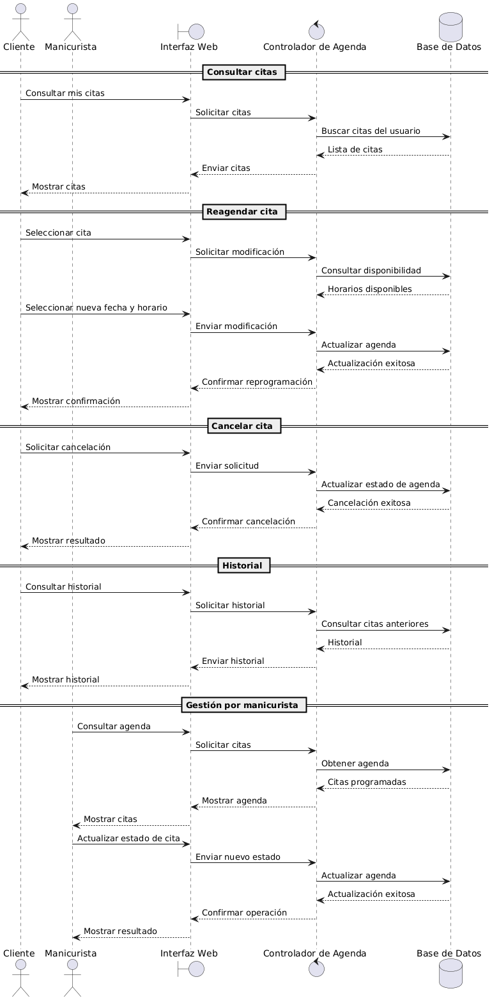 Cliente Manicurista Interfaz Web Controlador de Agenda Base de Datos
Consultar citas
Consultar mis citas
Solicitar citas
Buscar citas del usuario
Lista de citas
Enviar citas
Mostrar citas
Reagendar cita
Seleccionar cita
Solicitar modificación
Consultar disponibilidad
Horarios disponibles
Seleccionar nueva fecha y horario
Enviar modificación
Actualizar agenda
Actualización exitosa
Confirmar reprogramación
Mostrar confirmación
Cancelar cita
Solicitar cancelación
Enviar solicitud
Actualizar estado de agenda
Cancelación exitosa
Confirmar cancelación
Mostrar resultado
Historial
Consultar historial
Solicitar historial
Consultar citas anteriores
Historial
Enviar historial
Mostrar historial
Gestión por manicurista
Consultar agenda
Solicitar citas
Obtener agenda
Citas programadas
Mostrar agenda
Mostrar citas
Actualizar estado de cita
Enviar nuevo estado
Actualizar agenda
Actualización exitosa
Confirmar operación
Mostrar resultado
Cliente Manicurista Interfaz Web Controlador de Agenda Base de Datos